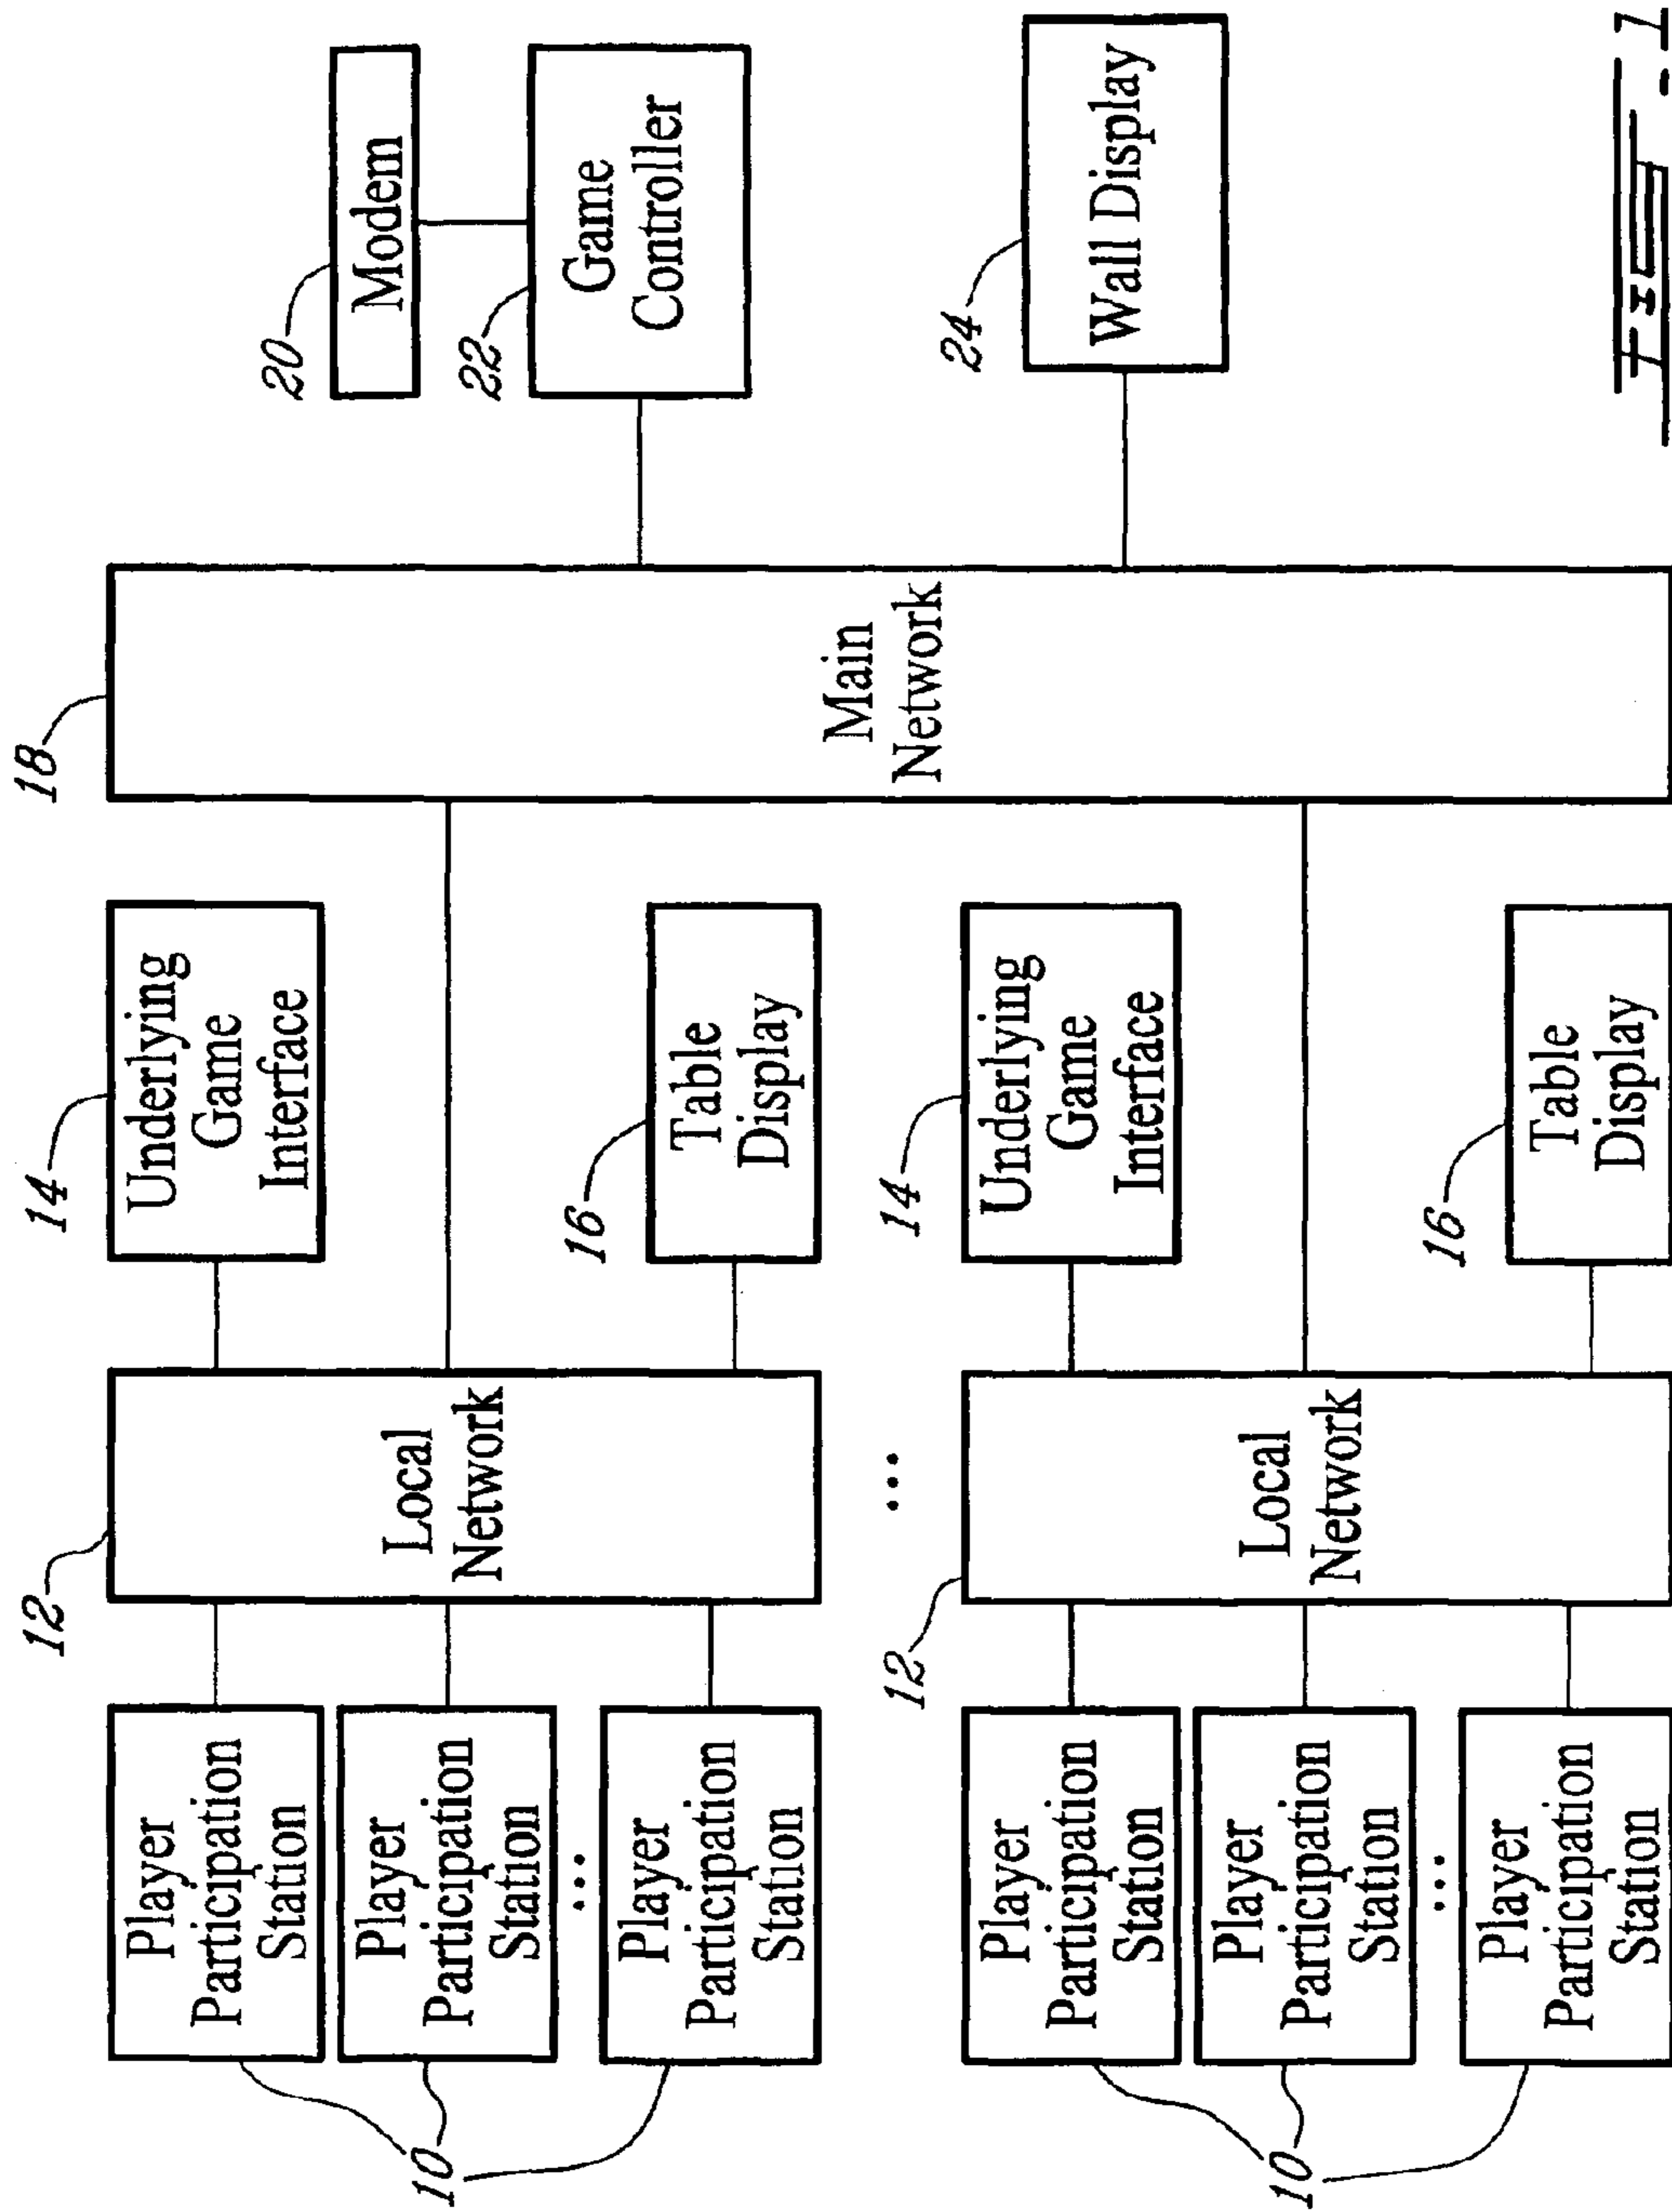 10
Player
Participation
Station
Player
Participation
Station
...
Player
Participation
Station
12
Local
Network
14
Underlying
Game
Interface
16
Table
Display
...
10
Player
Participation
Station
Player
Participation
Station
...
Player
Participation
Station
12
Local
Network
14
Underlying
Game
Interface
16
Table
Display
18
Main
Network
20
Modem
22
Game
Controller
24
Wall Display
FIG - 1